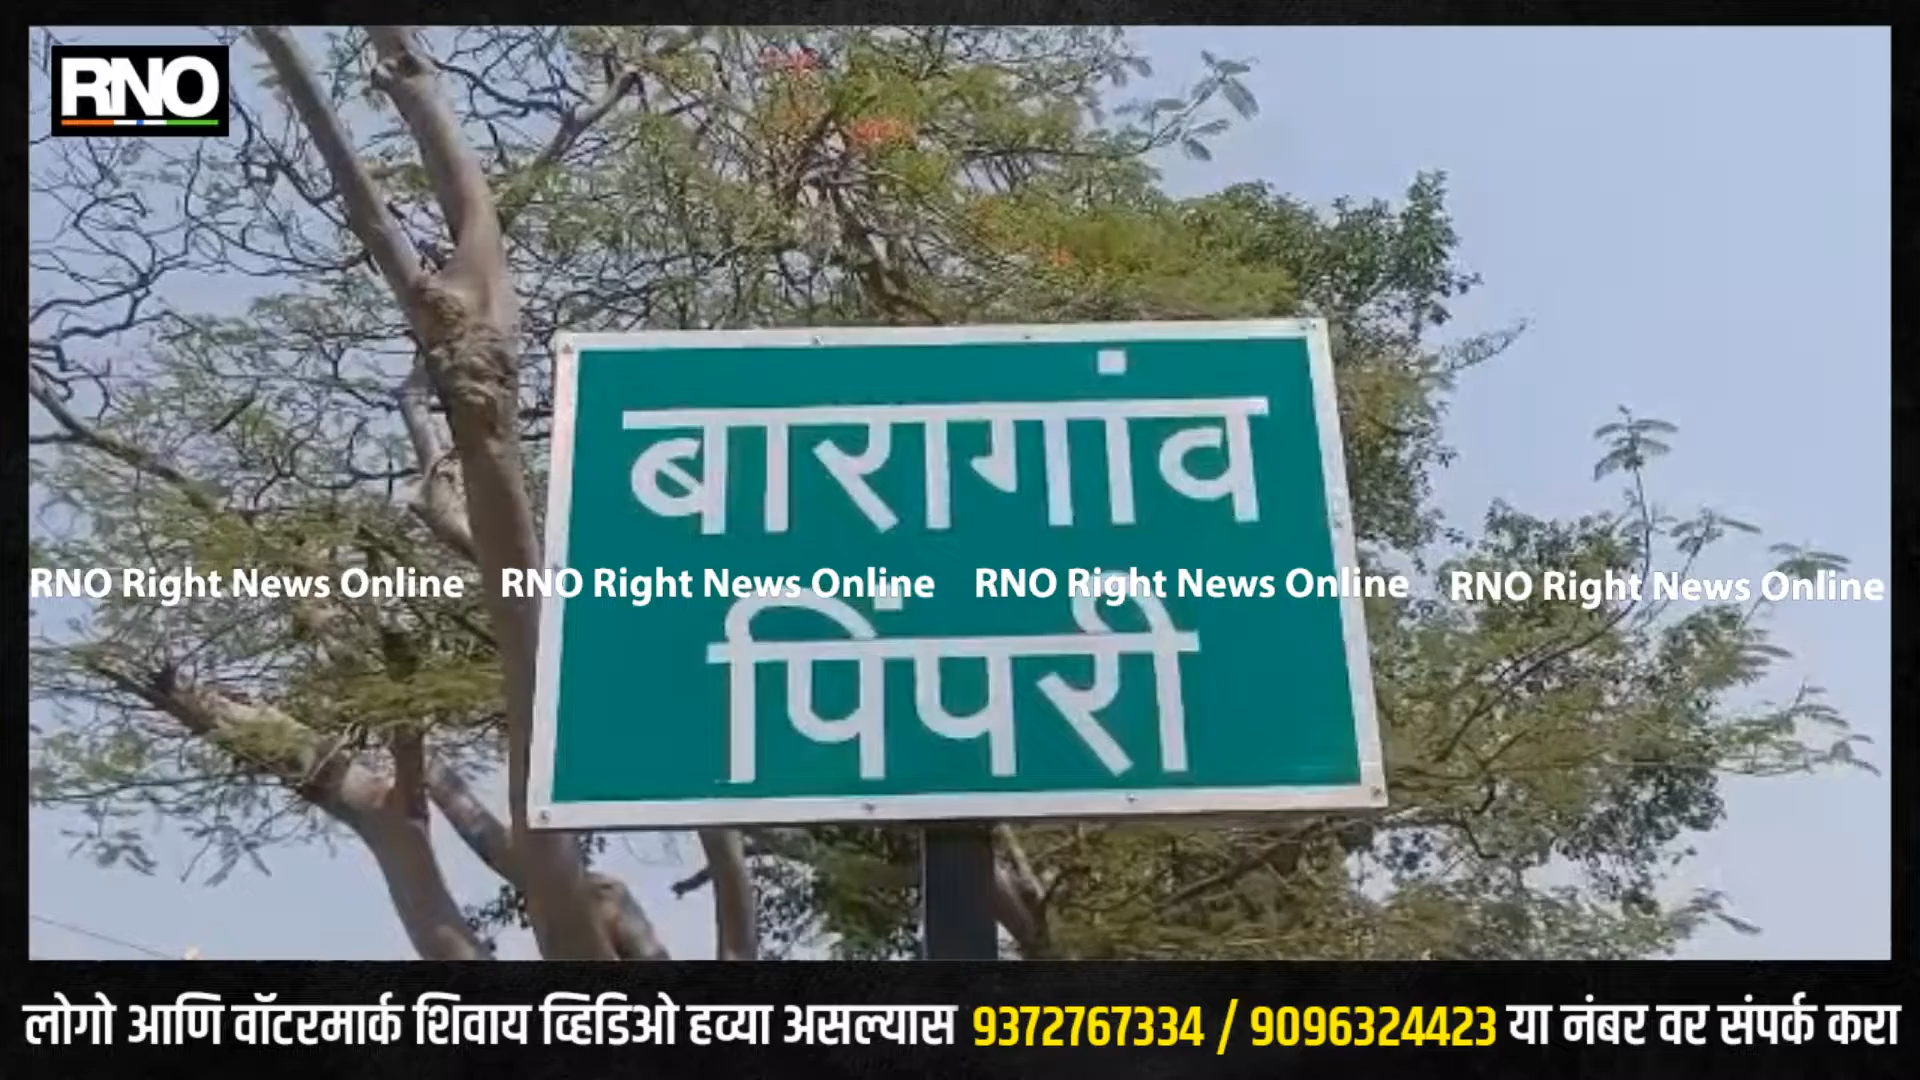 RNO
बारागांव
RNO Right News Online RNO Right News Online RNO Right News Online RNO Right News Online
पिंपरी
लोगो आणि वॉटरमार्क शिवाय व्हिडिओ हव्या असल्यास 9372767334 / 9096324423 या नंबर वर संपर्क करा